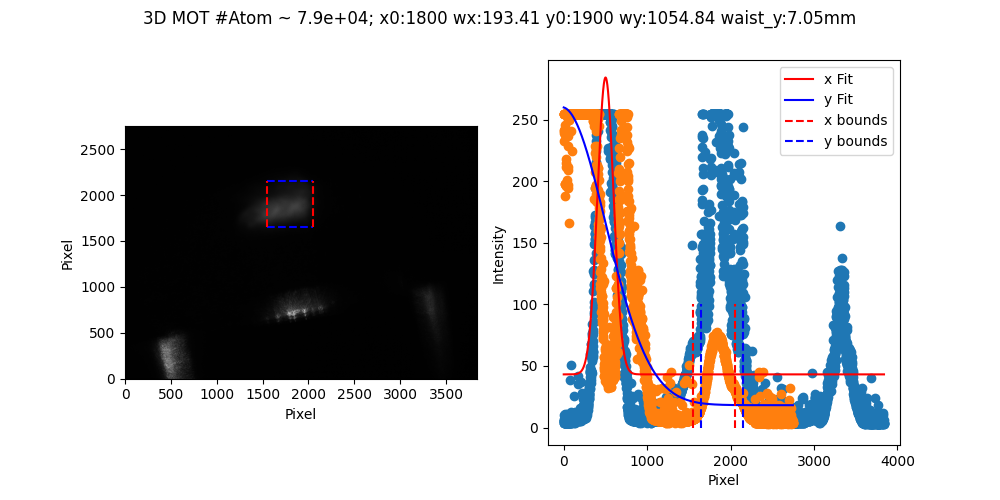 3D MOT #Atom ~ 7.9e+04; x0:1800 wx:193.41 y0:1900 wy:1054.84 waist_y:7.05mm
Pixel
2500
2000
1500
1000
500
0
0 500 1000 1500 2000 2500 3000 3500
Pixel
Intensity
250
200
150
100
50
0
0 1000 2000 3000 4000
Pixel
x Fit
y Fit
x bounds
y bounds